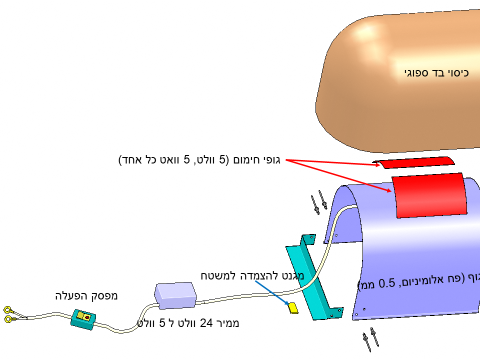 כיסוי בד ספוגי
גופי חימום (5 וולט, 5 וואט כל אחד)
מגנט להצמדה למשטח
(פח אלומיניום, 0.5 ממ)
מפסק הפעלה
ממיר 24 וולט ל 5 וולט